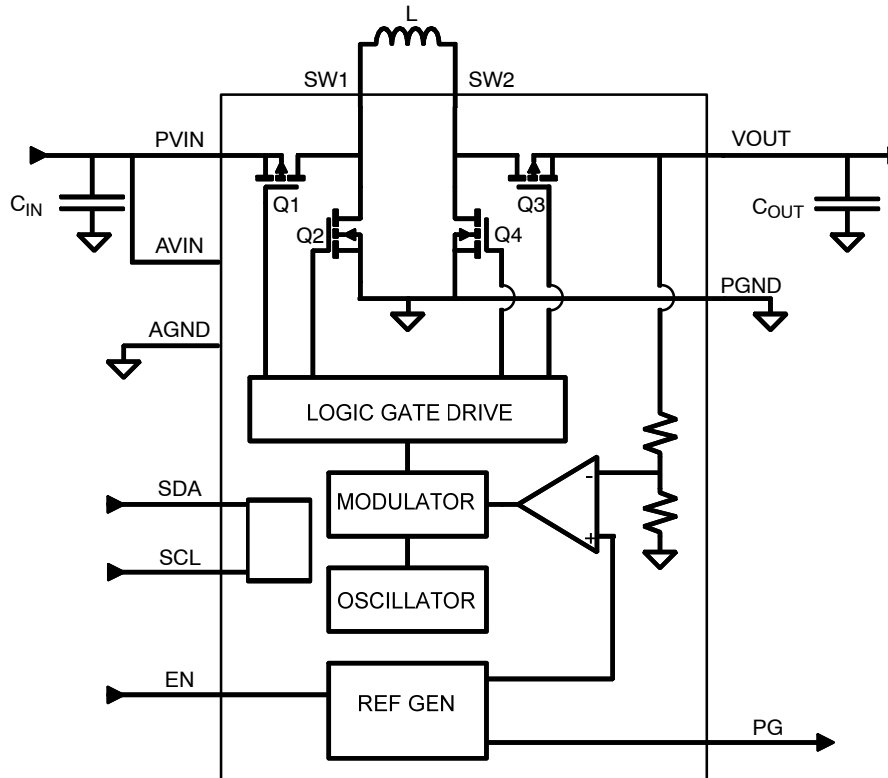 L
SW1
SW2
PVIN
VOUT
CIN
Q1
Q3
COUT
Q2
Q4
AVIN
PGND
AGND
LOGIC GATE DRIVE
SDA
MODULATOR
-
+
SCL
OSCILLATOR
EN
REF GEN
PG